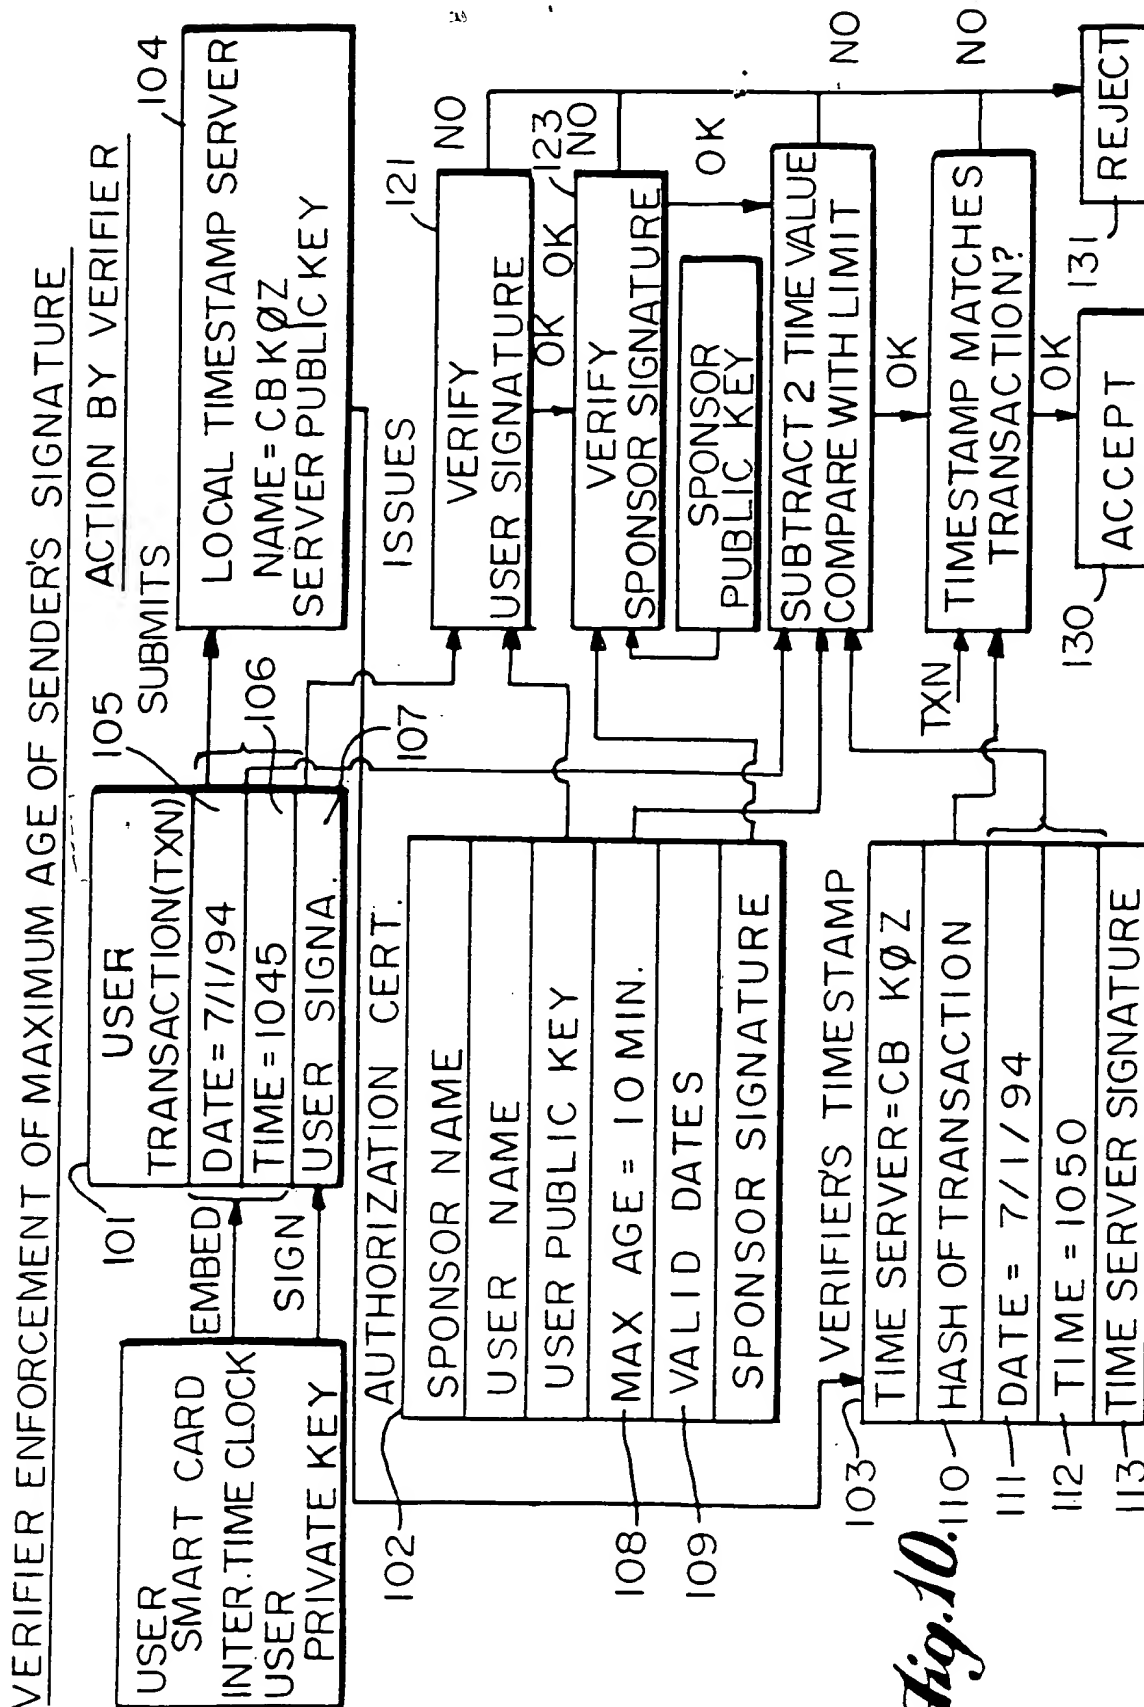 VERIFIER ENFORCEMENT OF MAXIMUM AGE OF SENDER'S SIGNATURE
ACTION BY VERIFIER
USER
SMART CARD
INTER.TIME CLOCK
USER
PRIVATE KEY
EMBED
SIGN
101
USER
TRANSACTION(TXN)
DATE = 7/1/94
TIME = 1045
USER SIGNA.
105
106
107
SUBMITS
104
LOCAL TIMESTAMP SERVER
NAME = CB KØZ
SERVER PUBLIC KEY
ISSUES
102
AUTHORIZATION CERT.
SPONSOR NAME
USER NAME
USER PUBLIC KEY
MAX AGE = 10 MIN.
VALID DATES
SPONSOR SIGNATURE
108
109
121
VERIFY
USER SIGNATURE
NO
OK
OK
123
NO
VERIFY
SPONSOR SIGNATURE
OK
SPONSOR
PUBLIC KEY
SUBTRACT 2 TIME VALUE
COMPARE WITH LIMIT
NO
OK
TXN
TIMESTAMP MATCHES
TRANSACTION?
NO
OK
130
ACCEPT
131
REJECT
103
VERIFIER'S TIMESTAMP
TIME SERVER = CB KØZ
HASH OF TRANSACTION
DATE = 7/1/94
TIME = 1050
TIME SERVER SIGNATURE
110
111
112
113
Fig.10.